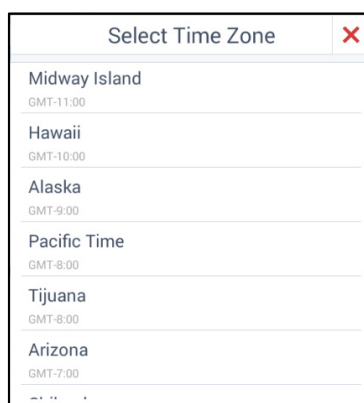 Select Time Zone
Midway Island
GMT-11:00
Hawaii
GMT-10:00
Alaska
GMT-9:00
Pacific Time
GMT-8:00
Tijuana
GMT-8:00
Arizona
GMT-7:00